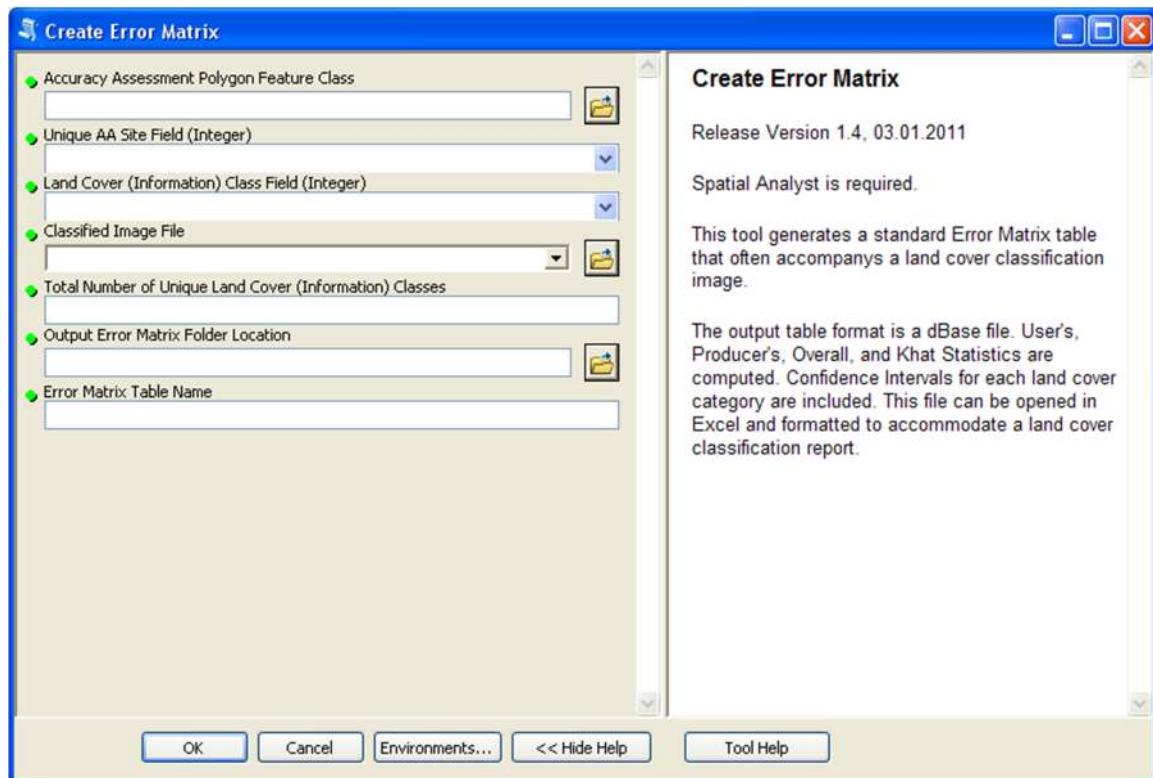 Create Error Matrix
Accuracy Assessment Polygon Feature Class
Unique AA Site Field (Integer)
Land Cover (Information) Class Field (Integer)
Classified Image File
Total Number of Unique Land Cover (Information) Classes
Output Error Matrix Folder Location
Error Matrix Table Name
Create Error Matrix
Release Version 1.4, 03.01.2011
Spatial Analyst is required.
This tool generates a standard Error Matrix table
that often accompanys a land cover classification
image.
The output table format is a dBase file. User's,
Producer's, Overall, and Khat Statistics are
computed. Confidence Intervals for each land cover
category are included. This file can be opened in
Excel and formatted to accommodate a land cover
classification report.
OK
Cancel
Environments...
<< Hide Help
Tool Help